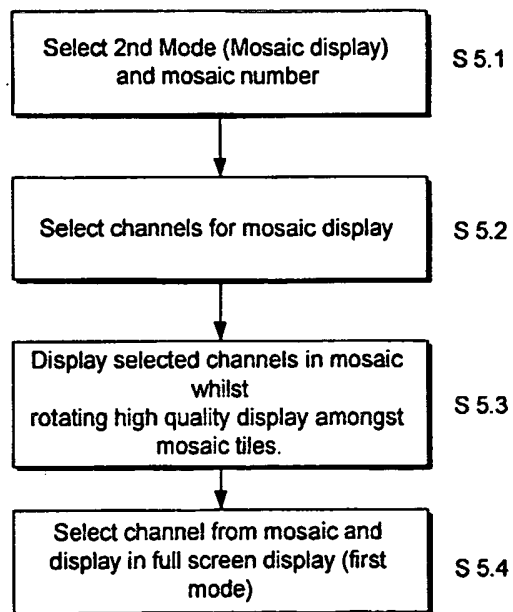 Select 2nd Mode (Mosaic display)
and mosaic number
S 5.1
Select channels for mosaic display
S 5.2
Display selected channels in mosaic
whilst
rotating high quality display amongst
mosaic tiles.
S 5.3
Select channel from mosaic and
display in full screen display (first
mode)
S 5.4